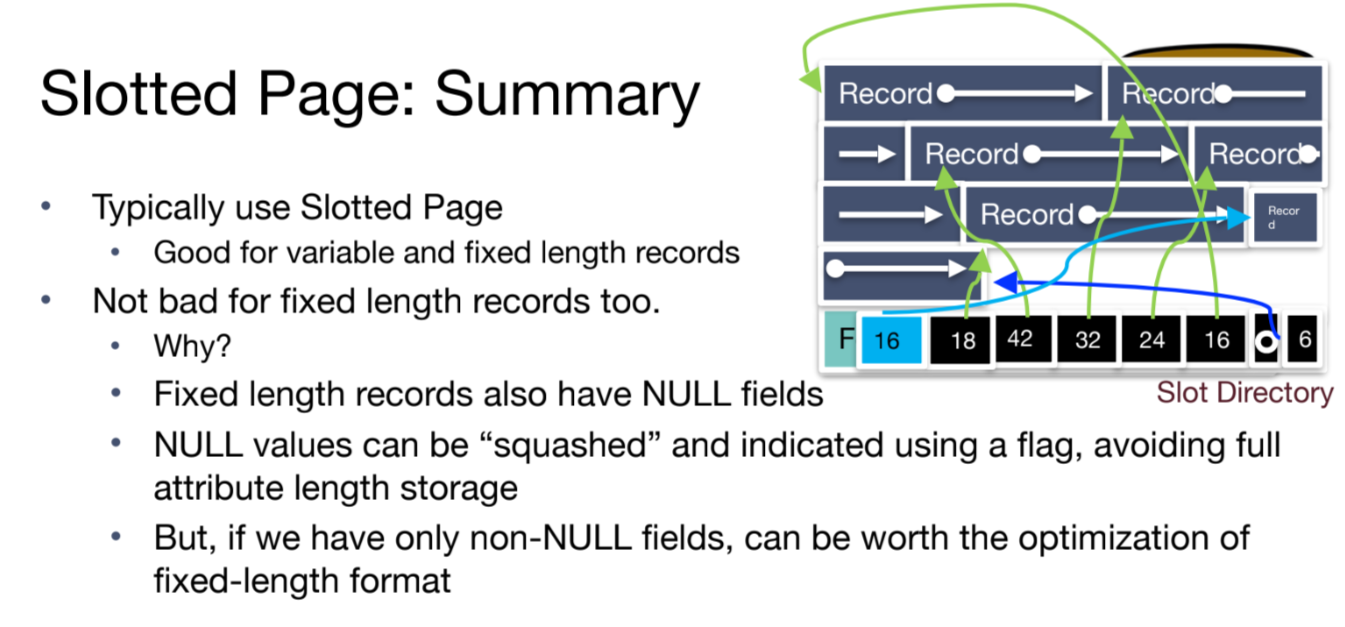 Slotted Page: Summary
• Typically use Slotted Page
• Good for variable and fixed length records
• Not bad for fixed length records too.
• Why?
• Fixed length records also have NULL fields
• NULL values can be “squashed” and indicated using a flag, avoiding full
attribute length storage
• But, if we have only non-NULL fields, can be worth the optimization of
fixed-length format
Record Record
Record Record
Record Recor
d
F 16 18 42 32 24 16 6
Slot Directory